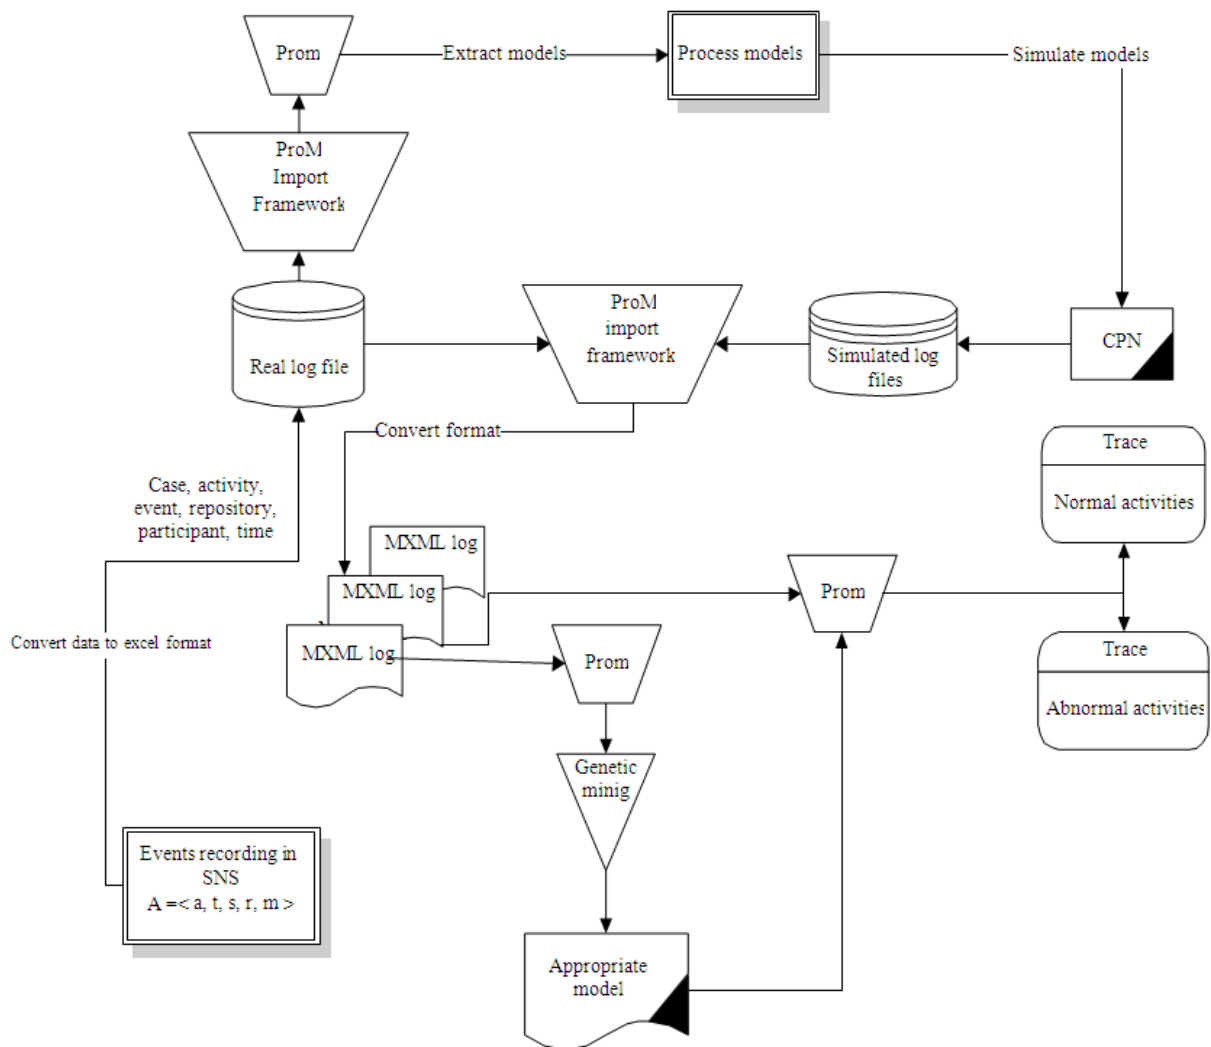 Prom
Extract models
Process models
Simulate models
ProM
Import
Framework
Real log file
ProM
import
framework
Simulated log
files
CPN
Convert format
Case, activity,
event, repository,
participant, time
Trace
Normal activities
MXML log
MXML log
MXML log
Prom
Prom
Convert data to excel format
Trace
Abnormal activities
Genetic
minig
Events recording in
SNS
A =< a, t, s, r, m >
Appropriate
model